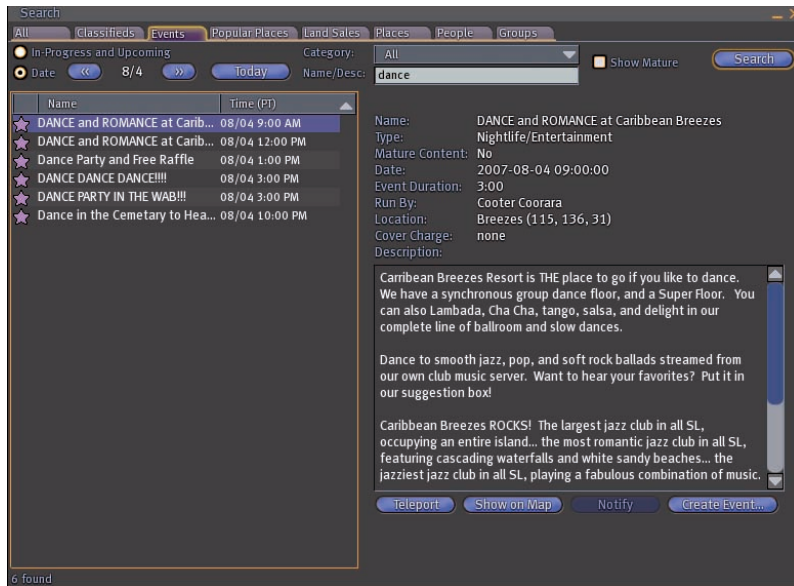 Search
All Classifieds Events Popular Places Land Sales Places People Groups
In-Progress and Upcoming
Category: All
Show Mature
Search
Date << 8/4 >> Today
Name/Desc: dance
Name Time (PT)
DANCE and ROMANCE at Carib... 08/04 9:00 AM
DANCE and ROMANCE at Carib... 08/04 12:00 PM
Dance Party and Free Raffle 08/04 1:00 PM
DANCE DANCE DANCE!!!! 08/04 3:00 PM
DANCE PARTY IN THE WAB!!! 08/04 3:00 PM
Dance in the Cemetary to Hea... 08/04 10:00 PM
6 found
Name: DANCE and ROMANCE at Caribbean Breezes
Type: Nightlife/Entertainment
Mature Content: No
Date: 2007-08-04 09:00:00
Event Duration: 3:00
Run By: Cooter Coorara
Location: Breezes (115, 136, 31)
Cover Charge: none
Description:
Carribean Breezes Resort is THE place to go if you like to dance.
We have a synchronous group dance floor, and a Super Floor. You
can also Lambada, Cha Cha, tango, salsa, and delight in our
complete line of ballroom and slow dances.
Dance to smooth jazz, pop, and soft rock ballads streamed from
our own club music server. Want to hear your favorites? Put it in
our suggestion box!
Caribbean Breezes ROCKS! The largest jazz club in all SL,
occupying an entire island... the most romantic jazz club in all SL,
featuring cascading waterfalls and white sandy beaches... the
jazziest jazz club in all SL, playing a fabulous combination of music.
Teleport Show on Map Notify Create Event...